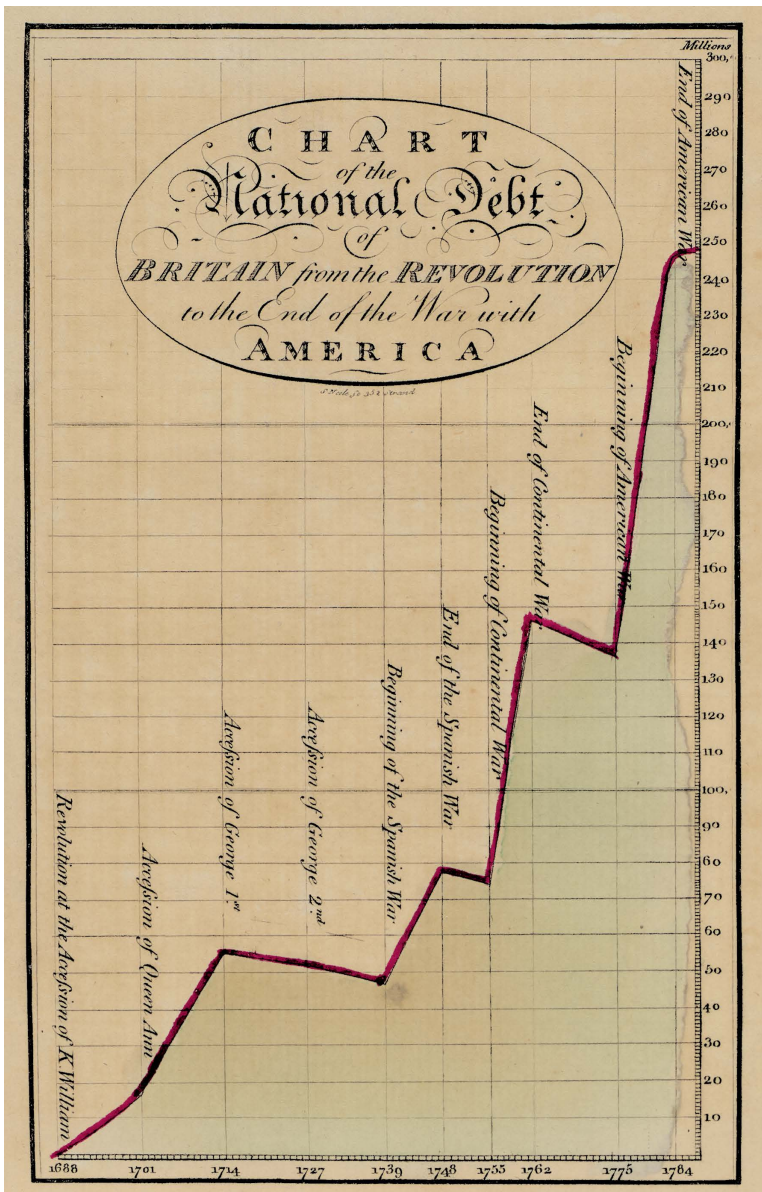 Millions
300,
290
280
270
260
250
240
230
220
210
200,
190
180
170
160
150
140
130
120
110
100,
90
80
70
60
50
40
30
20
10
CHART
of the
National Debt
of
BRITAIN from the REVOLUTION
to the End of the War with
AMERICA
S Neele sc 352 Strand
Revolution at the Acceſsion of K. William
Acceſsion of Queen Ann
Acceſsion of George 1st
Acceſsion of George 2nd
Beginning of the Spanish War
End of the Spanish War
Beginning of Continental War
End of Continental War
Beginning of American War
End of American War
1688 1701 1714 1727 1739 1748 1755 1762 1775 1784